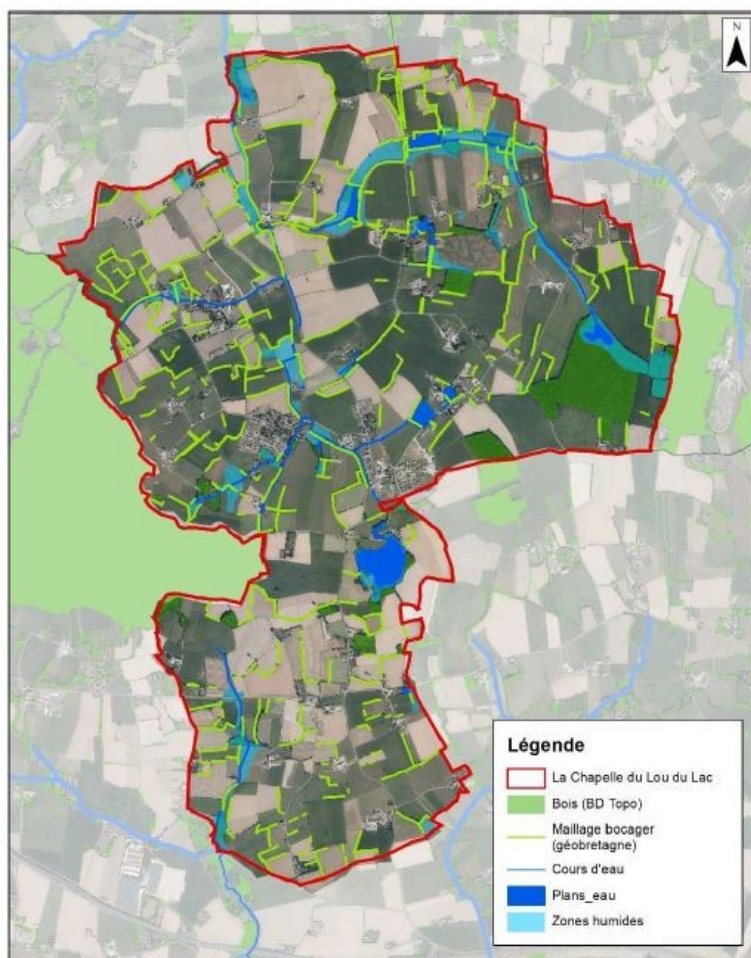 N
Légende
La Chapelle du Lou du Lac
Bois (BD Topo)
Maillage bocager
(géobretagne)
Cours d'eau
Plans_eau
Zones humides